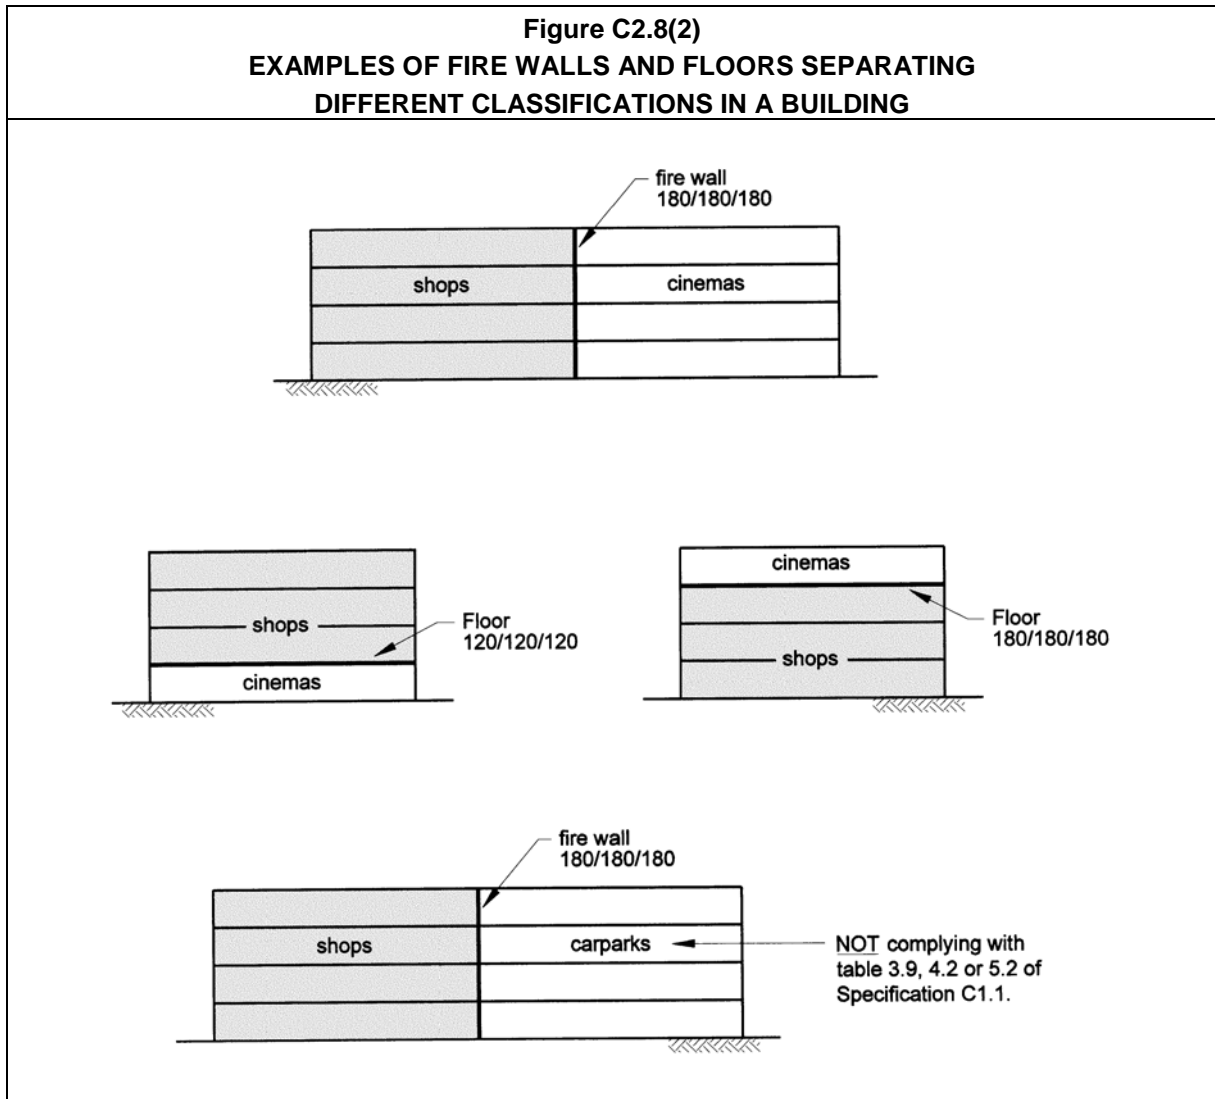 Figure C2.8(2)
EXAMPLES OF FIRE WALLS AND FLOORS SEPARATING
DIFFERENT CLASSIFICATIONS IN A BUILDING
fire wall
180/180/180
shops
cinemas
shops
Floor
120/120/120
cinemas
cinemas
Floor
180/180/180
shops
fire wall
180/180/180
shops
carparks
NOT complying with
table 3.9, 4.2 or 5.2 of
Specification C1.1.